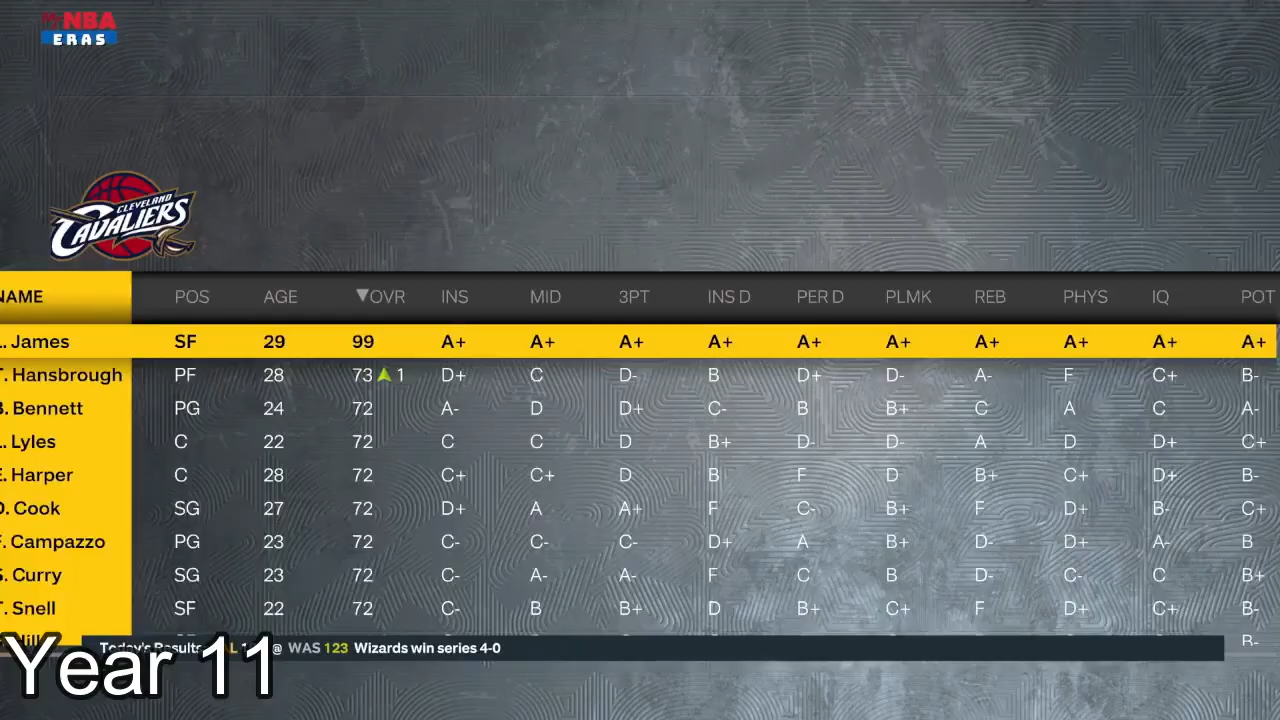 MyNBA
ERAS
CLEVELAND
CAVALIERS
NAME POS AGE ▼OVR INS MID 3PT INS D PER D PLMK REB PHYS IQ POT
. James SF 29 99 A+ A+ A+ A+ A+ A+ A+ A+ A+ A+
T. Hansbrough PF 28 73 ▲ 1 D+ C D- B D+ D- A- F C+ B-
. Bennett PG 24 72 A- D D+ C- B B+ C A C A-
. Lyles C 22 72 C C D B+ D- D- A D D+ C+
E. Harper C 28 72 C+ C+ D B F D B+ C+ D+ B-
. Cook SG 27 72 D+ A A+ F C- B+ F D+ B- C+
F. Campazzo PG 23 72 C- C- C- D+ A B+ D- D+ A- B
S. Curry SG 23 72 C- A- A- F C B D- C- C B+
T. Snell SF 22 72 C- B B+ D B+ C+ F D+ C+ B-
B-
Today's Results @ WAS 123 Wizards win series 4-0
Year 11